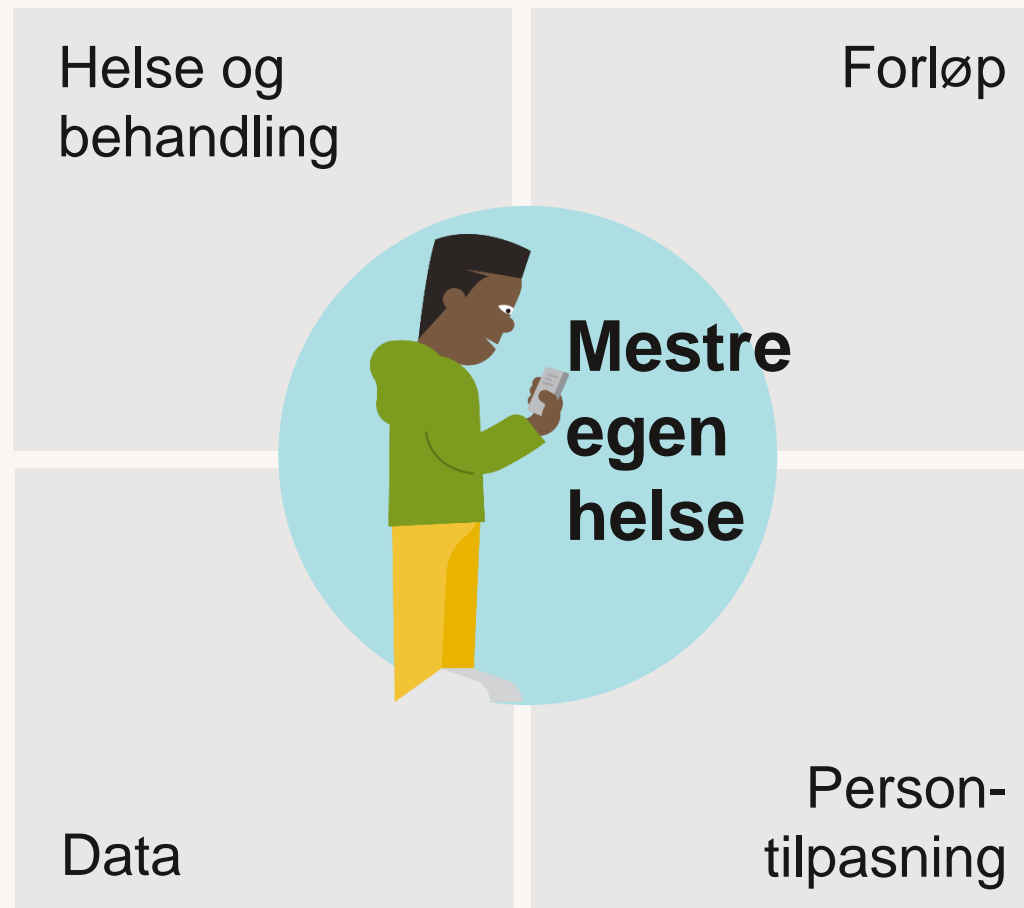 Helse og
behandling
Forløp
Mestre
egen
helse
Data
Person-
tilpasning